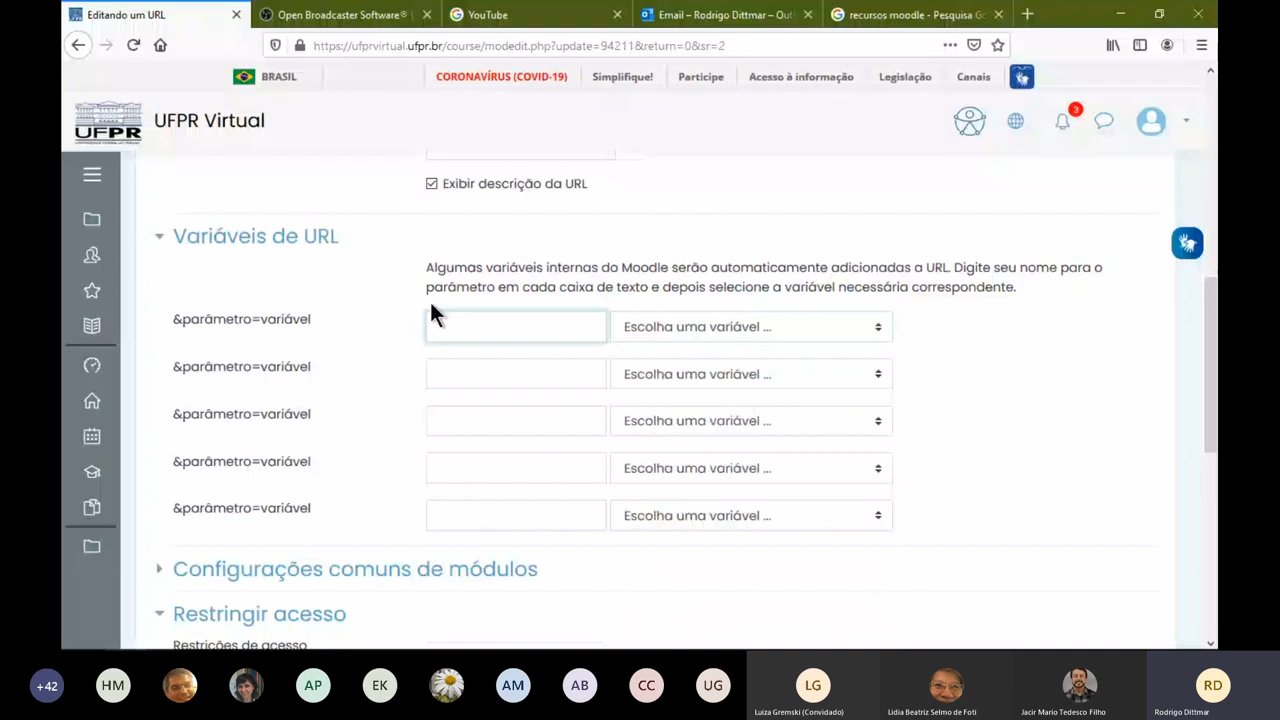 Editando um URL
Open Broadcaster Software®
YouTube
Email – Rodrigo Dittmar – Out
recursos moodle - Pesquisa Go
https://ufprvirtual.ufpr.br/course/modedit.php?update=94211&return=0&sr=2
BRASIL
CORONAVÍRUS (COVID-19)
Simplifique!
Participe
Acesso à informação
Legislação
Canais
UFPR
UFPR Virtual
3
Exibir descrição da URL
Variáveis de URL
Algumas variáveis internas do Moodle serão automaticamente adicionadas a URL. Digite seu nome para o
parâmetro em cada caixa de texto e depois selecione a variável necessária correspondente.
&parâmetro=variável
Escolha uma variável ...
&parâmetro=variável
Escolha uma variável ...
&parâmetro=variável
Escolha uma variável ...
&parâmetro=variável
Escolha uma variável ...
&parâmetro=variável
Escolha uma variável ...
Configurações comuns de módulos
Restringir acesso
Restrições de acesso
+42
HM
AP
EK
AM
AB
CC
UG
LG
RD
Luiza Gremski (Convidado)
Lidia Beatriz Selmo de Foti
Jacir Mario Tedesco Filho
Rodrigo Dittmar